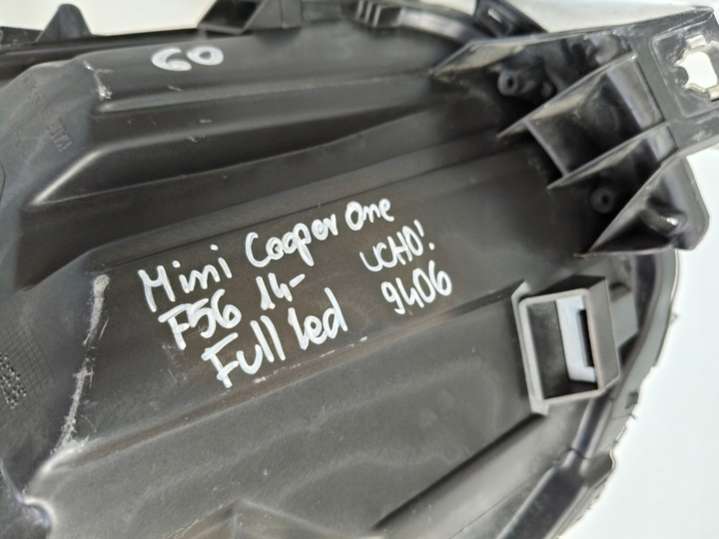 60
Mini Cooper One
F56 14- UCHO!
Full led 9406